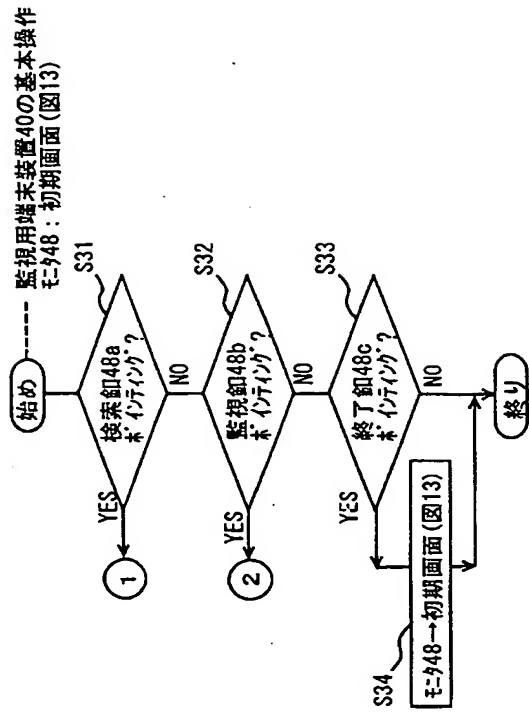 始め
監視用端末装置40の基本操作
モニタ48:初期画面(図13)
S31
検索釦48a
ポインティング?
YES
NO
1
S32
監視釦48b
ポインティング?
YES
NO
2
S33
終了釦48c
ポインティング?
YES
NO
S34
モニタ48→初期画面(図13)
終り